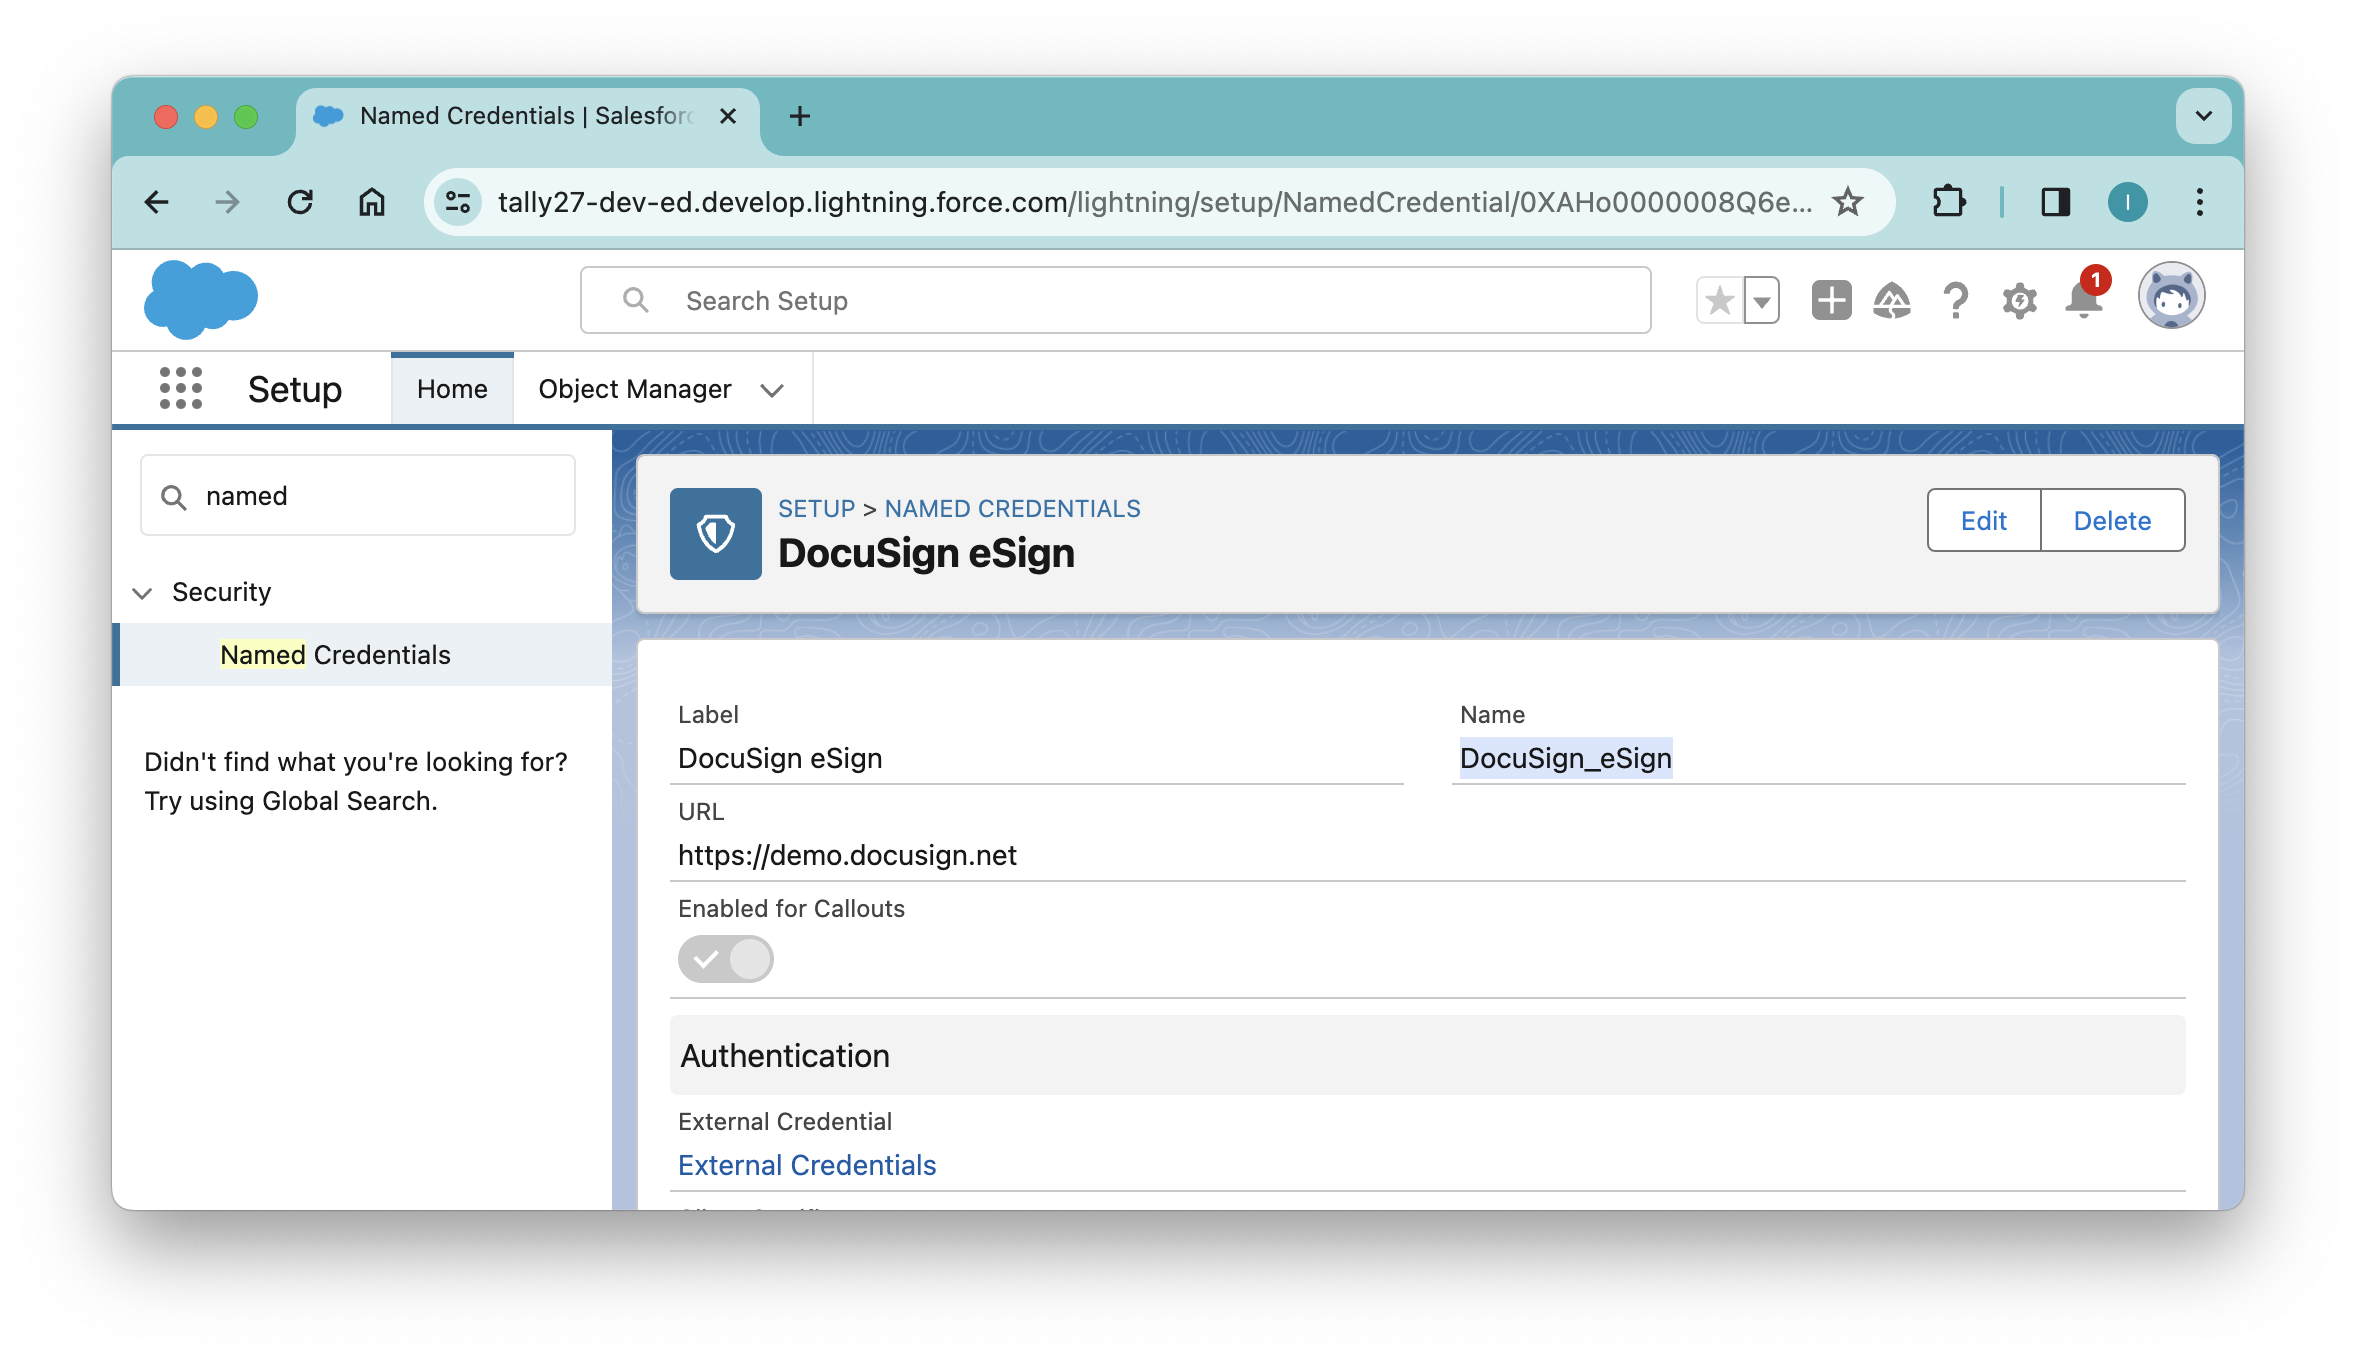 Named Credentials | Salesforc
tally27-dev-ed.develop.lightning.force.com/lightning/setup/NamedCredential/0XAHo0000008Q6e...
I
Search Setup
1
Setup
Home
Object Manager
named
SETUP > NAMED CREDENTIALS
DocuSign eSign
Edit
Delete
Security
Named Credentials
Didn't find what you're looking for?
Try using Global Search.
Label
DocuSign eSign
Name
DocuSign_eSign
URL
https://demo.docusign.net
Enabled for Callouts
Authentication
External Credential
External Credentials